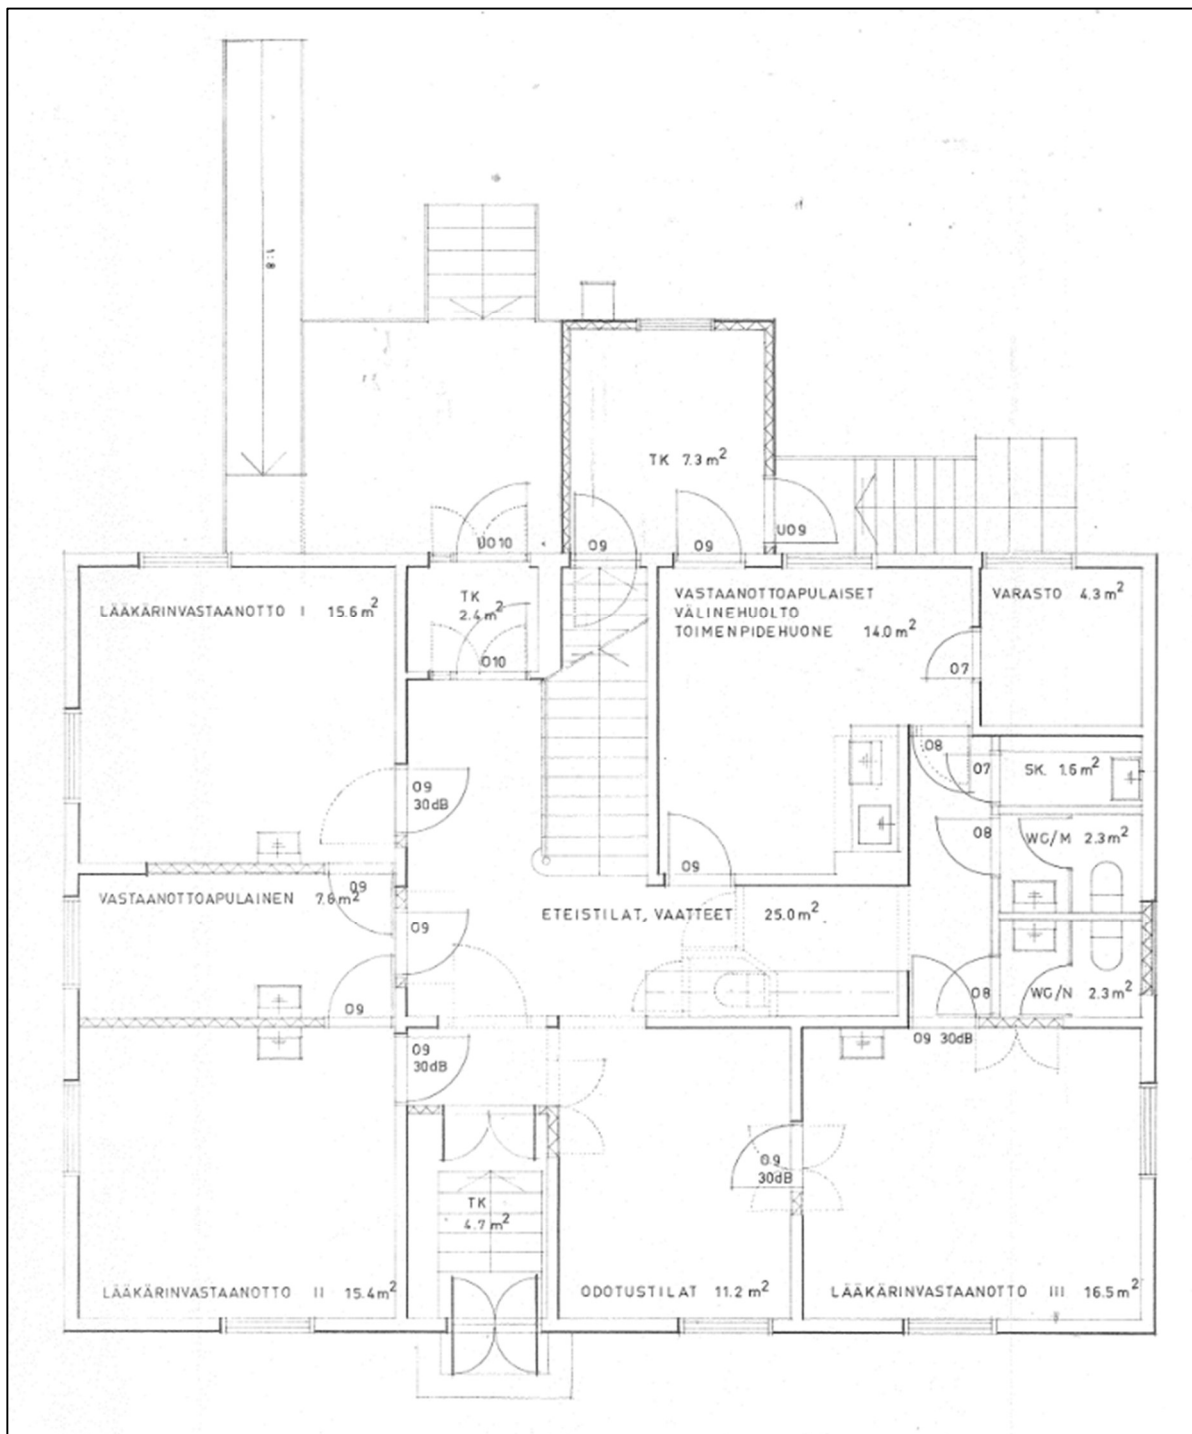 1:8
TK 7.3 m²
UO9
UO10
O9
O9
LÄÄKÄRINVASTAANOTTO I 15.6 m²
TK
2.4 m²
O10
VASTAANOTTOAPULAISET
VÄLINEHUOLTO
TOIMENPIDEHUONE 14.0 m²
VARASTO 4.3 m²
O7
O8
O7
SK. 1.6 m²
O9
30dB
O8
WC/M 2.3 m²
O9
O9
VASTAANOTTOAPULAINEN 7.6 m²
O9
ETEISTILAT, VAATTEET 25.0 m²
O9
O8
WC/N 2.3 m²
O9
30dB
O9 30dB
O9
30dB
TK
4.7 m²
LÄÄKÄRINVASTAANOTTO II 15.4 m²
ODOTUSTILAT 11.2 m²
LÄÄKÄRINVASTAANOTTO III 16.5 m²